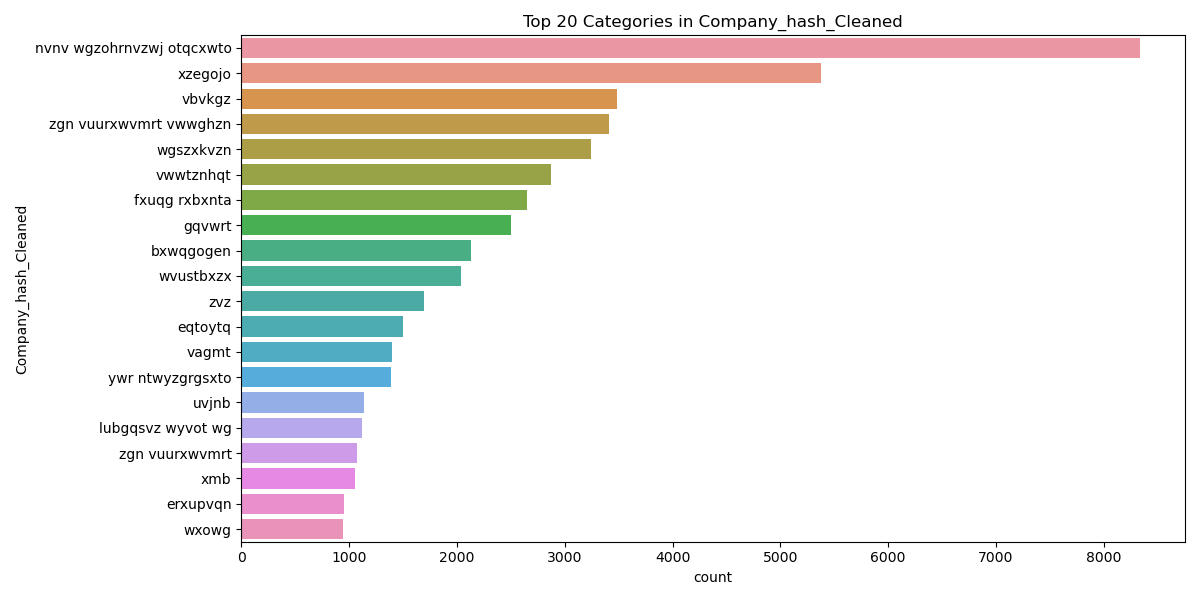 Top 20 Categories in Company_hash_Cleaned
Company_hash_Cleaned
nvnv wgzohrnvzwj otqcxwto
xzegojo
vbvkgz
zgn vuurxwvmrt vwwghzn
wgszxkvzn
vwwtznhqt
fxuqg rxbxnta
gqvwrt
bxwqgogen
wvustbxzx
zvz
eqtoytq
vagmt
ywr ntwyzgrgsxto
uvjnb
lubgqsvz wyvot wg
zgn vuurxwvmrt
xmb
erxupvqn
wxowg
0 1000 2000 3000 4000 5000 6000 7000 8000
count